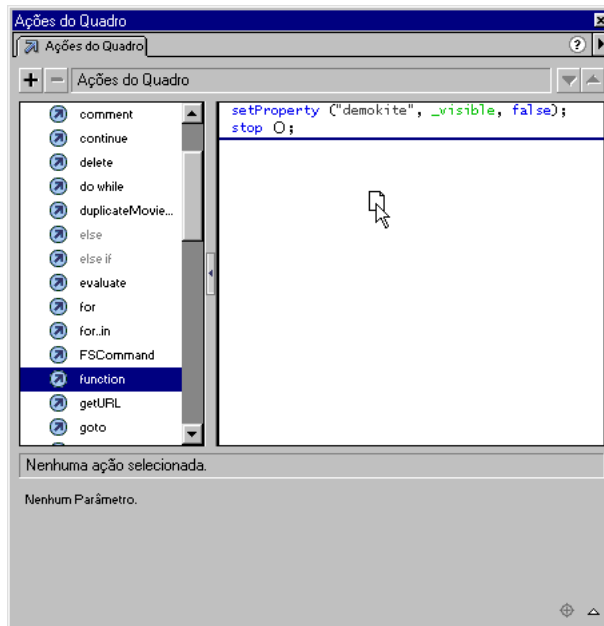 Ações do Quadro
Ações do Quadro
Ações do Quadro
comment
continue
delete
do while
duplicateMovie...
else
else if
evaluate
for
for..in
FSCommand
function
getURL
goto
setProperty ("demokite", _visible, false);
stop ();
Nenhuma ação selecionada.
Nenhum Parâmetro.